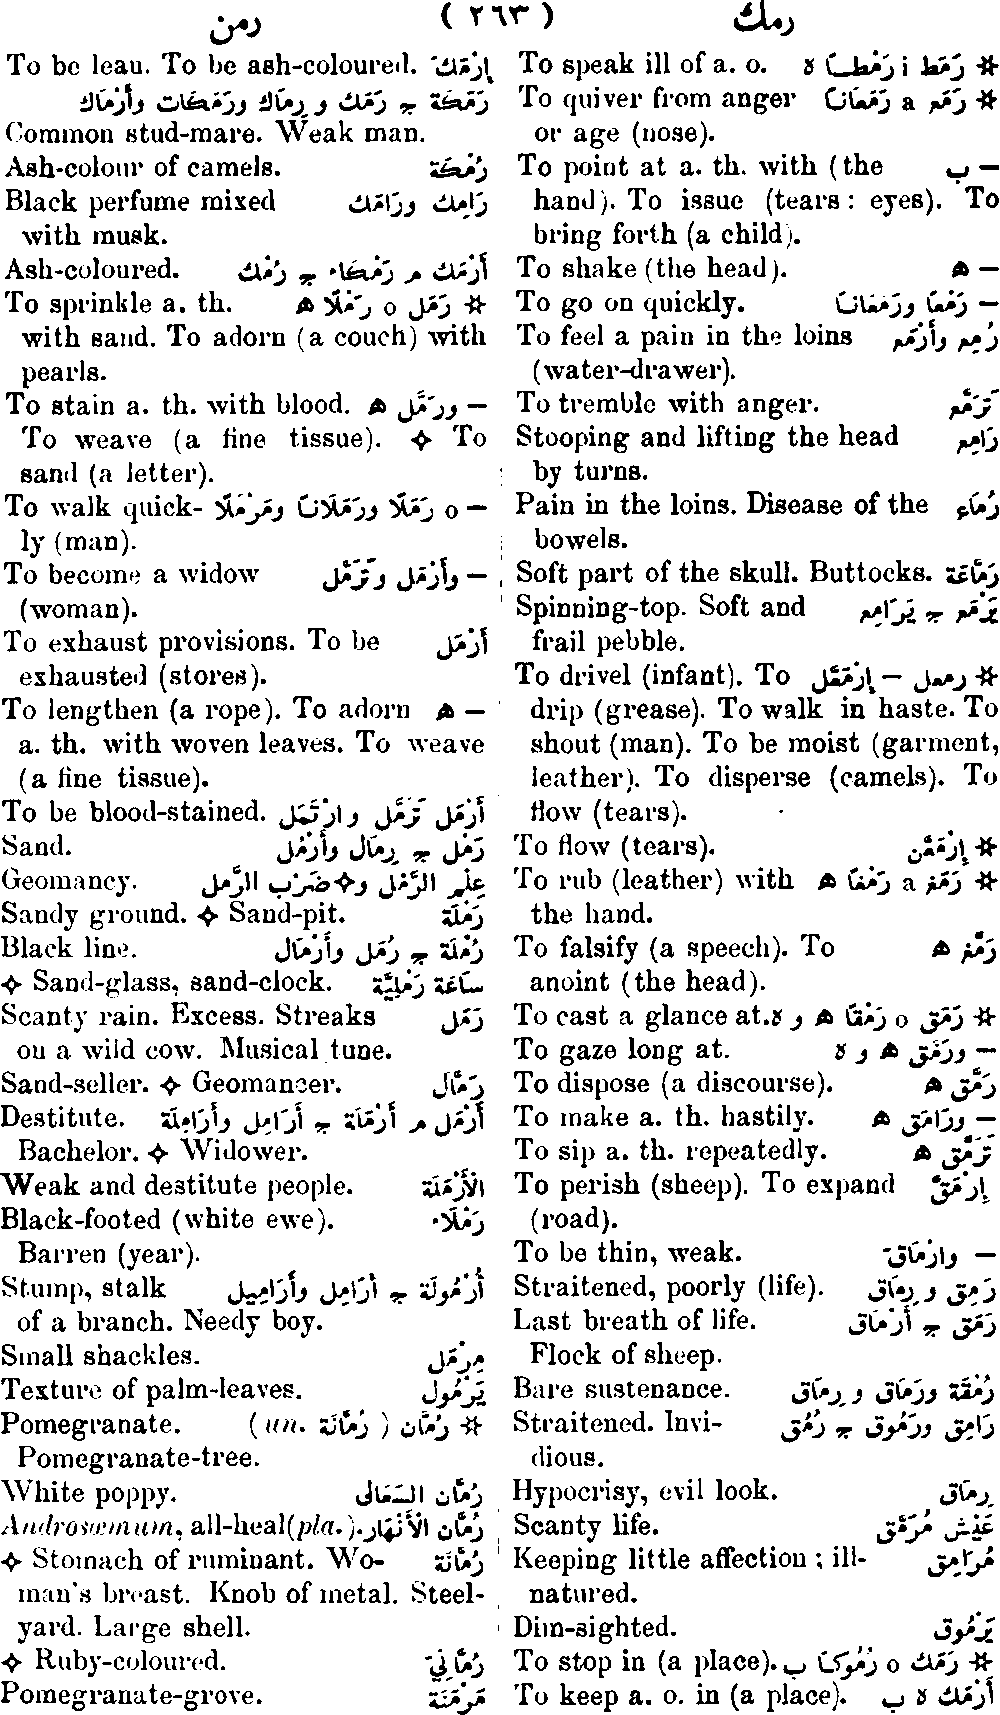 رمك ( ٢٦٣ ) رمن
To speak ill of a. o. ✻ رَمَط i رَمْطًا ه
To quiver from anger ✻ رَمَع a رَمَعَانًا
or age (nose).
To point at a. th. with (the — ب
hand). To issue (tears: eyes). To
bring forth (a child).
To shake (the head). — ه
To go on quickly. — رَمْعًا ورَمَعَانًا
To feel a pain in the loins رُمِع وأَرْمَع
(water-drawer).
To tremble with anger. تَرَمَّع
Stooping and lifting the head رَامِع
by turns.
Pain in the loins. Disease of the رُمَاع
bowels.
Soft part of the skull. Buttocks. رَمَّاعَة
Spinning-top. Soft and يَرْمَع ج يَرَامِع
frail pebble.
To drivel (infant). To ✻ رمعل — إِرْمَعَلَّ
drip (grease). To walk in haste. To
shout (man). To be moist (garment,
leather). To disperse (camels). To
flow (tears).
To flow (tears). ✻ إِرْمَعَنَّ
To rub (leather) with ✻ رَمَغ a رَمْغًا ه
the hand.
To falsify (a speech). To رَمَّغ ه
anoint (the head).
To cast a glance at. ✻ رَمَق o رَمْقًا ه و ه
To gaze long at. — ورَمَّق ه و ه
To dispose (a discourse). رَمَّق ه
To make a. th. hastily. — ورَامَق ه
To sip a. th. repeatedly. تَرَمَّق ه
To perish (sheep). To expand إِرْمَقَّ
(road).
To be thin, weak. — وارْمَاقَّ
Straitened, poorly (life). رَمِق و رِمَاق
Last breath of life. رَمَق ج أَرْمَاق
Flock of sheep.
Bare sustenance. رُمْقَة ورَمَاق و رِمَاق
Straitened. Invi- رَامِق ورَمُوق ج رُمُق
dious.
Hypocrisy, evil look. رِمَاق
Scanty life. عَيْش مُرَمَّق
Keeping little affection; ill- مُرَامِق
natured.
Dim-sighted. يَرْمُوق
To stop in (a place). ✻ رَمَك o رُمُوكًا ب
To keep a. o. in (a place). أَرْمَك ه ب
To be lean. To be ash-coloured. إِرْمَكَّ
رَمَكَة ج رَمَك و رِمَاك ورَمَكَات وأَرْمَاك
Common stud-mare. Weak man.
Ash-colour of camels. رُمْكَة
Black perfume mixed رَامِك ورَامَك
with musk.
Ash-coloured. أَرْمَك م رَمْكَاء ج رُمْك
To sprinkle a. th. ✻ رَمَل o رَمْلًا ه
with sand. To adorn (a couch) with
pearls.
To stain a. th. with blood. — ورَمَّل ه
To weave (a fine tissue). ✧ To
sand (a letter).
To walk quick- — o رَمَلًا ورَمَلَانًا ومَرْمَلًا
ly (man).
To become a widow — وأَرْمَل وتَرَمَّل
(woman).
To exhaust provisions. To be أَرْمَل
exhausted (stores).
To lengthen (a rope). To adorn — ه
a. th. with woven leaves. To weave
(a fine tissue).
To be blood-stained. أَرْمَل تَرَمَّل وارْتَمَل
Sand. رَمْل ج رِمَال وأَرْمُل
Geomancy. عِلْم الرَّمْل و✧ضَرْب الرَّمْل
Sandy ground. ✧ Sand-pit. رَمْلَة
Black line. رُمْلَة ج رُمَل وأَرْمَال
✧ Sand-glass, sand-clock. سَاعَة رَمْلِيَّة
Scanty rain. Excess. Streaks رَمَل
on a wild cow. Musical tune.
Sand-seller. ✧ Geomancer. رَمَّال
Destitute. أَرْمَل م أَرْمَلَة ج أَرَامِل وأَرَامِلَة
Bachelor. ✧ Widower.
Weak and destitute people. الأَرْمَلَة
Black-footed (white ewe). رَمْلَاء
Barren (year).
Stump, stalk أُرْمُولَة ج أَرَامِل وأَرَامِيل
of a branch. Needy boy.
Small shackles. مِرْمَل
Texture of palm-leaves. يَرْمُول
Pomegranate. ✻ رُمَّان ( رُمَّانَة un. )
Pomegranate-tree.
White poppy. رُمَّان السَّعَالى
Androsæmum, all-heal(pla.). رُمَّان الأَنْهَار
✧ Stomach of ruminant. Wo- رُمَّانَة
man's breast. Knob of metal. Steel-
yard. Large shell.
✧ Ruby-coloured. رُمَّانِيّ
Pomegranate-grove. مَرْمَنَة